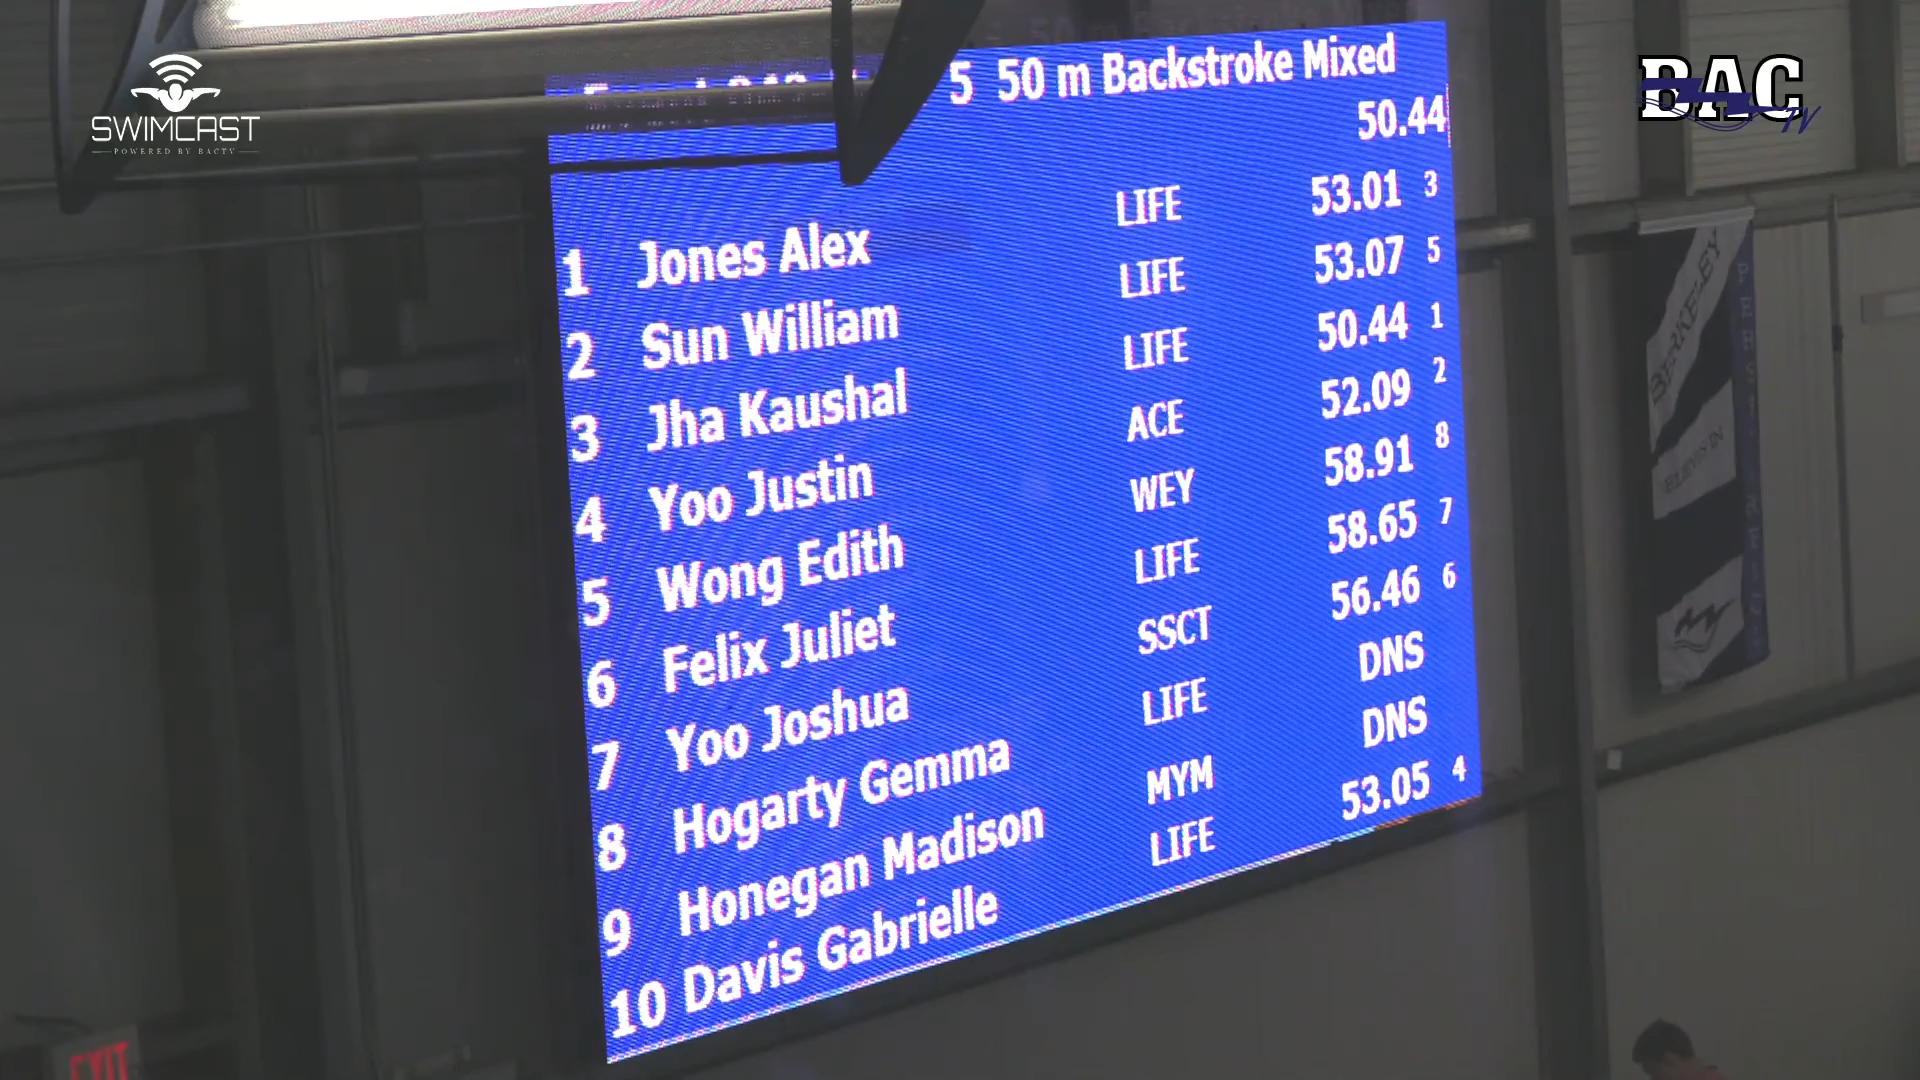 SWIMCAST
POWERED BY BACTV
BAC TV
5 50 m Backstroke Mixed
50.44
1 Jones Alex LIFE 53.01 3
2 Sun William LIFE 53.07 5
3 Jha Kaushal LIFE 50.44 1
4 Yoo Justin ACE 52.09 2
5 Wong Edith WEY 58.91 8
6 Felix Juliet LIFE 58.65 7
7 Yoo Joshua SSCT 56.46 6
8 Hogarty Gemma LIFE DNS
9 Honegan Madison MYM DNS
10 Davis Gabrielle LIFE 53.05 4
BERKELEY
EXIT